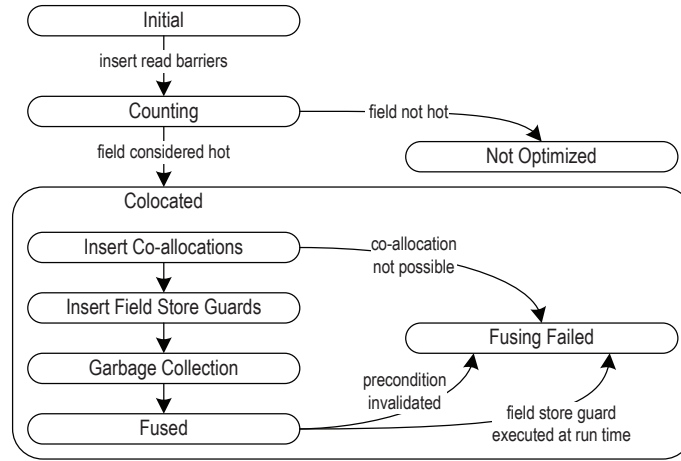 Initial
insert read barriers
Counting
field not hot
field considered hot
Not Optimized
Colocated
Insert Co-allocations
co-allocation
not possible
Insert Field Store Guards
Fusing Failed
Garbage Collection
precondition
invalidated
Fused
field store guard
executed at run time